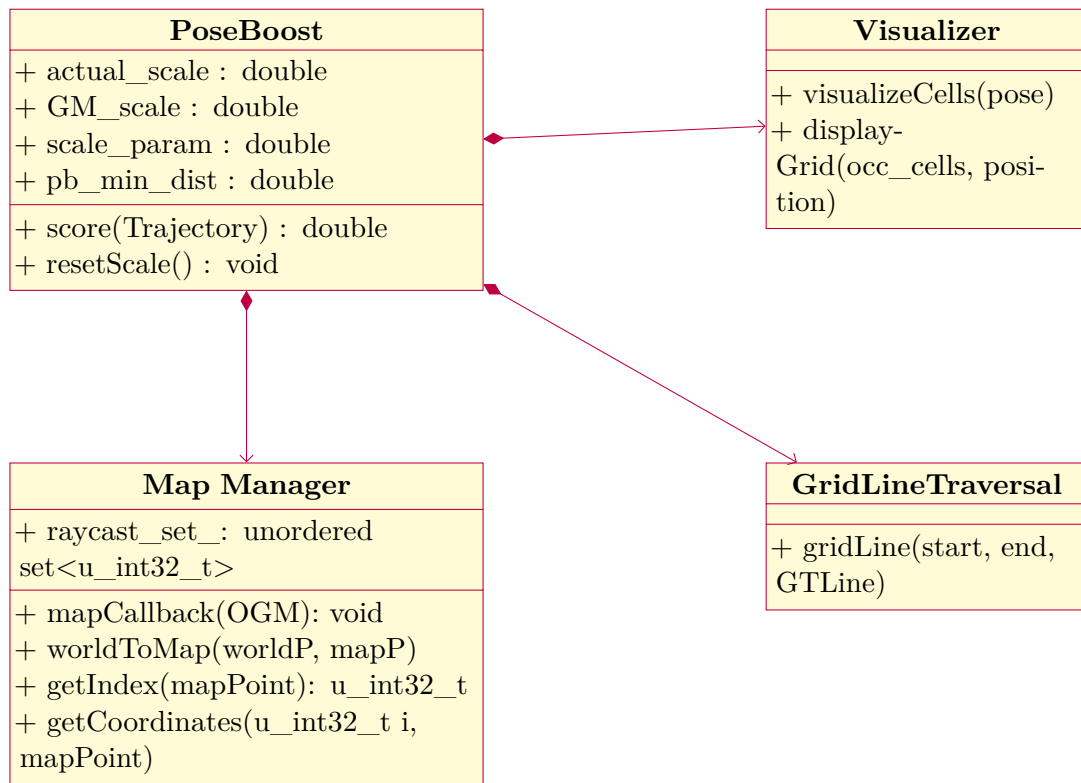 PoseBoost
+ actual_scale : double
+ GM_scale : double
+ scale_param : double
+ pb_min_dist : double
+ score(Trajectory) : double
+ resetScale() : void
Visualizer
+ visualizeCells(pose)
+ display-
Grid(occ_cells, posi-
tion)
Map Manager
+ raycast_set_: unordered
set<u_int32_t>
+ mapCallback(OGM): void
+ worldToMap(worldP, mapP)
+ getIndex(mapPoint): u_int32_t
+ getCoordinates(u_int32_t i,
mapPoint)
GridLineTraversal
+ gridLine(start, end,
GTLine)